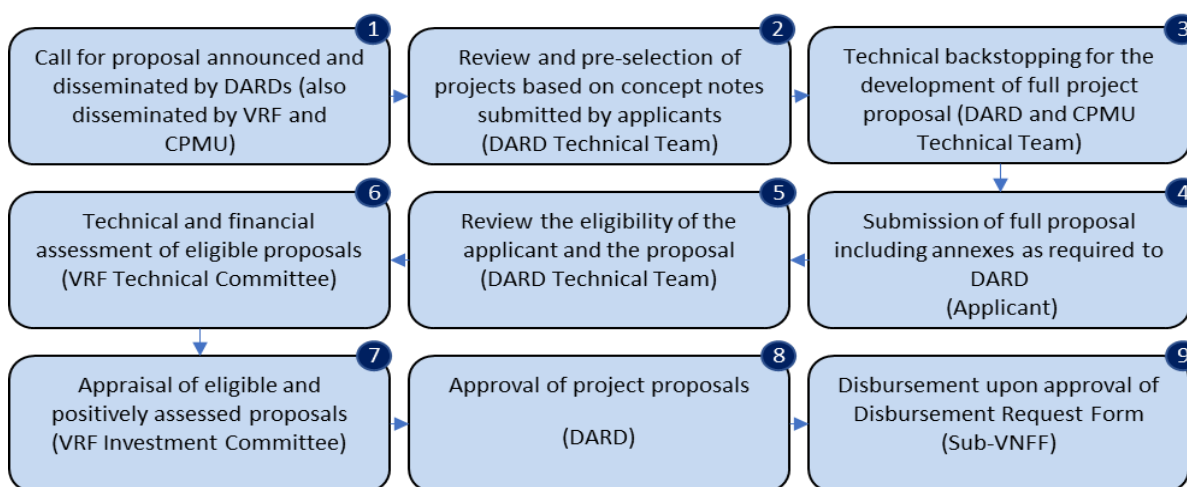 1
Call for proposal announced and
disseminated by DARDs (also
disseminated by VRF and
CPMU)
2
Review and pre-selection of
projects based on concept notes
submitted by applicants
(DARD Technical Team)
3
Technical backstopping for the
development of full project
proposal (DARD and CPMU
Technical Team)
4
Submission of full proposal
including annexes as required to
DARD
(Applicant)
5
Review the eligibility of the
applicant and the proposal
(DARD Technical Team)
6
Technical and financial
assessment of eligible proposals
(VRF Technical Committee)
7
Appraisal of eligible and
positively assessed proposals
(VRF Investment Committee)
8
Approval of project proposals
(DARD)
9
Disbursement upon approval of
Disbursement Request Form
(Sub-VNFF)